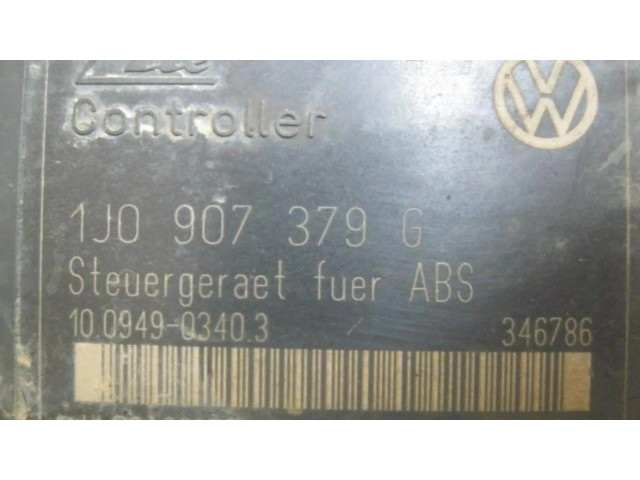 Controller
1J0 907 379 G
Steuergeraet fuer ABS
10.0949-0340.3 346786